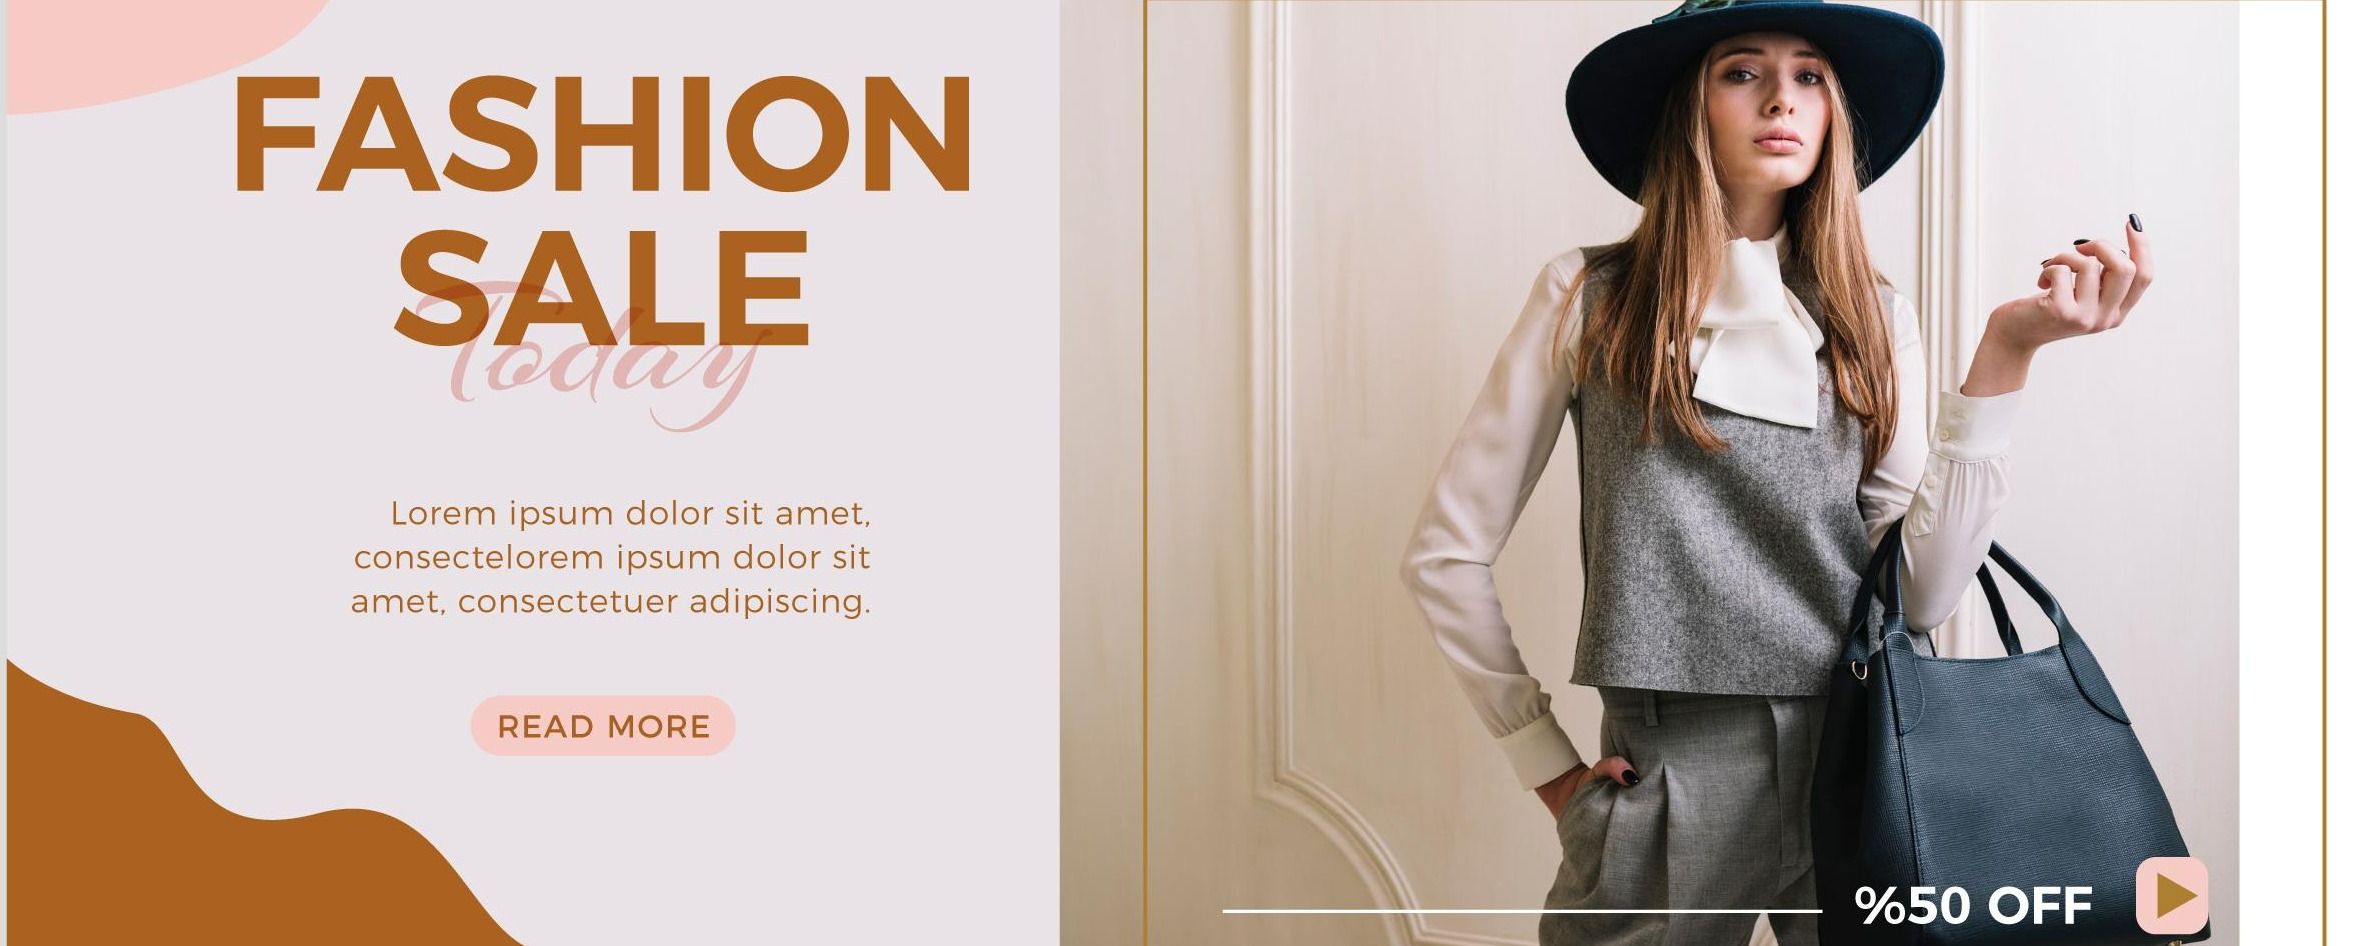 FASHION
SALE
Today
Lorem ipsum dolor sit amet,
consectelorem ipsum dolor sit
amet, consectetuer adipiscing.
READ MORE
%50 OFF